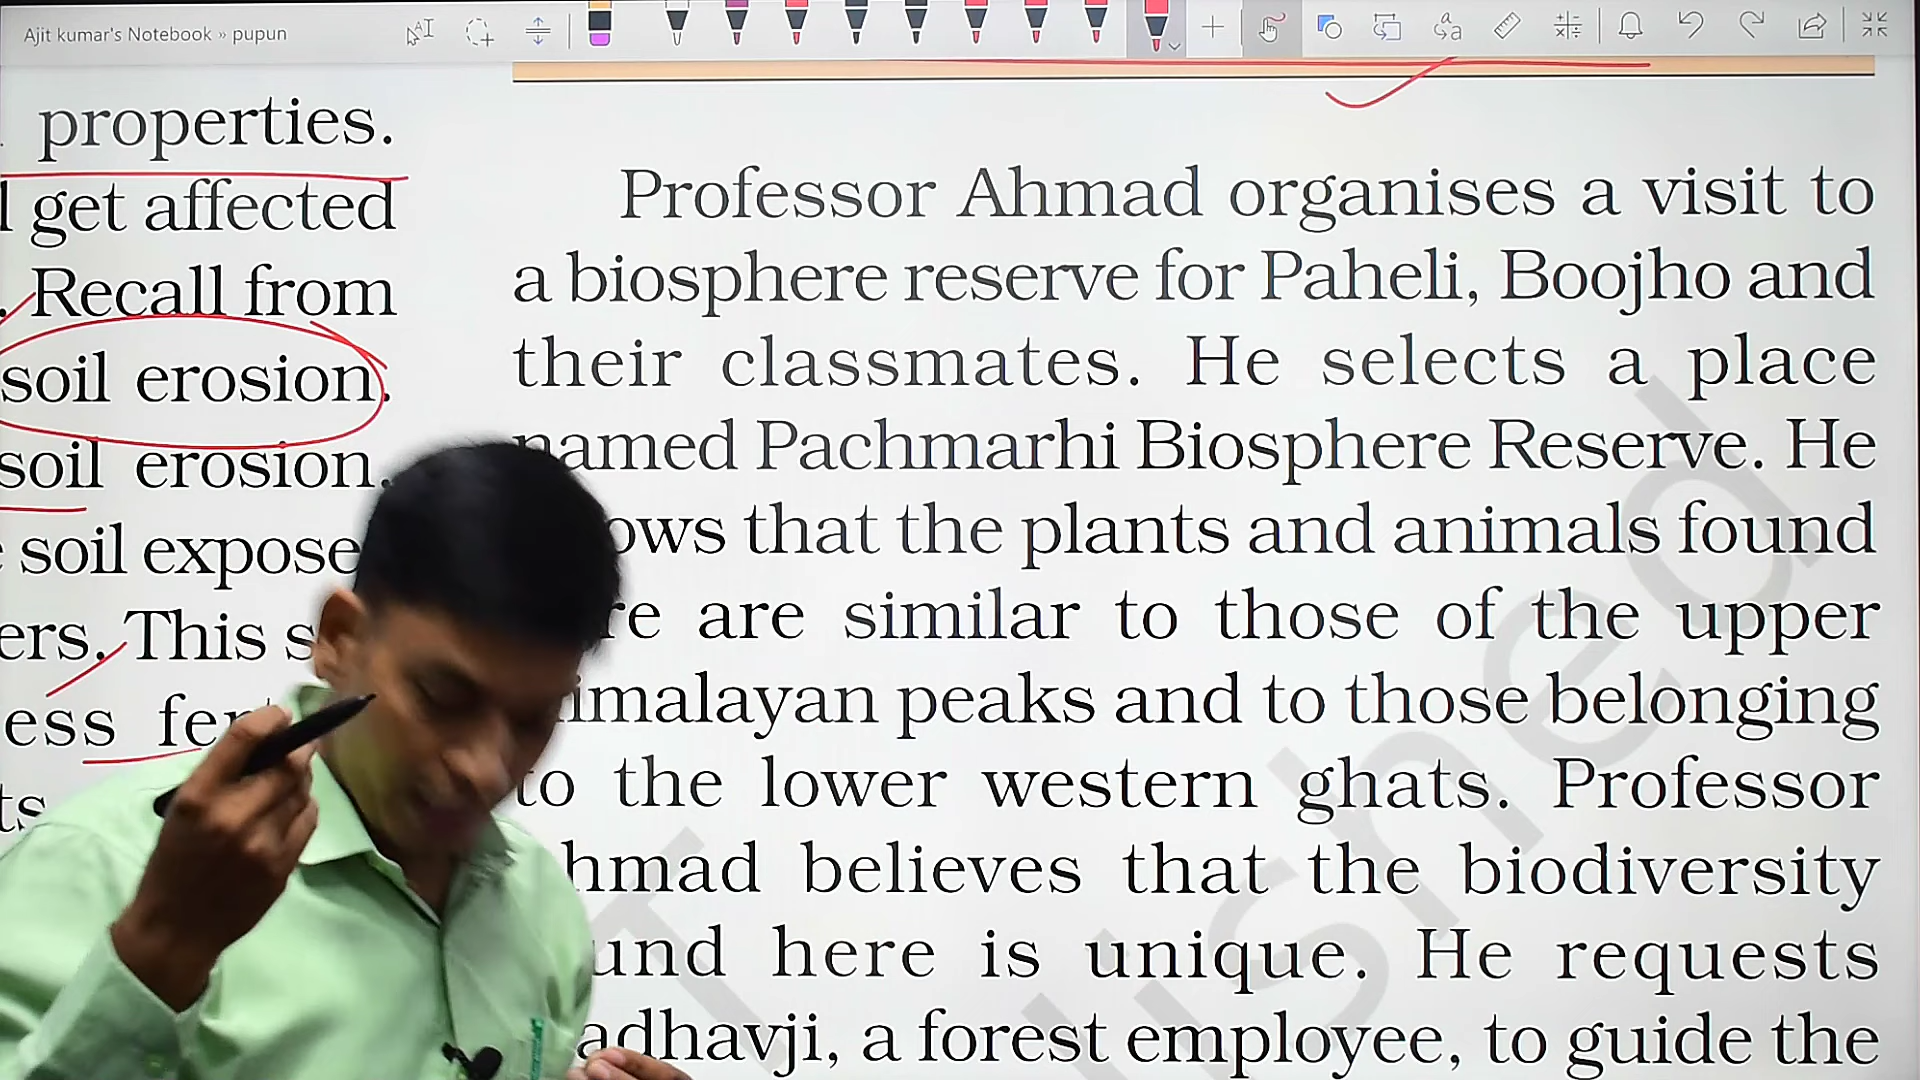 Ajit kumar's Notebook » pupun
properties.
get affected
Recall from
soil erosion.
soil erosion.
soil expose
ers. This s
ess fer
ts
Professor Ahmad organises a visit to
a biosphere reserve for Paheli, Boojho and
their classmates. He selects a place
named Pachmarhi Biosphere Reserve. He
ows that the plants and animals found
re are similar to those of the upper
imalayan peaks and to those belonging
to the lower western ghats. Professor
hmad believes that the biodiversity
und here is unique. He requests
adhavji, a forest employee, to guide the